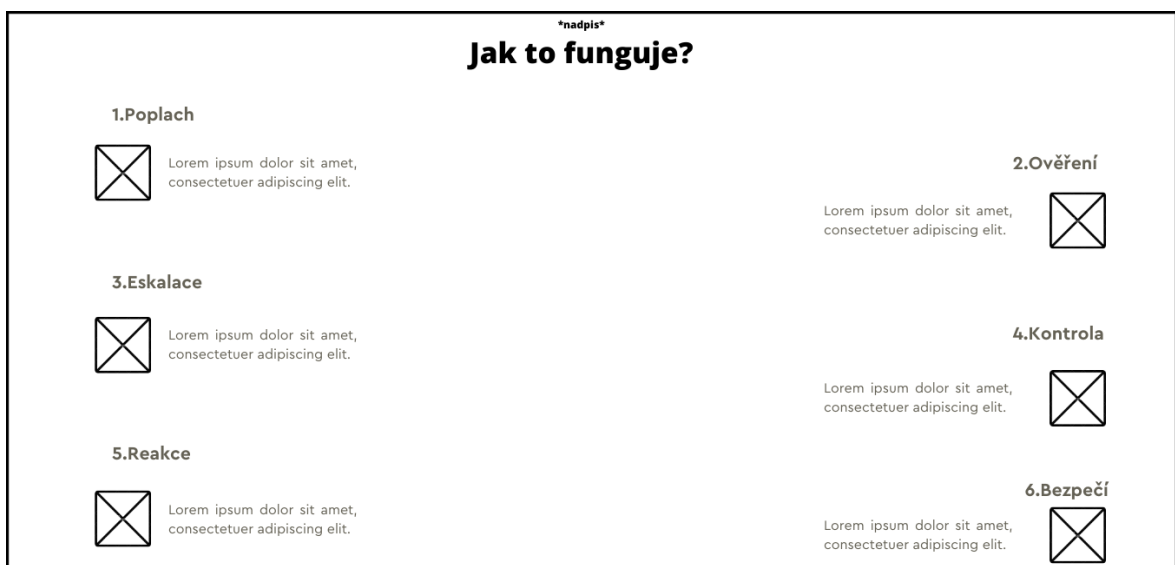 *nadpis*
Jak to funguje?
1.Poplach
Lorem ipsum dolor sit amet,
consectetuer adipiscing elit.
2.Ověření
Lorem ipsum dolor sit amet,
consectetuer adipiscing elit.
3.Eskalace
Lorem ipsum dolor sit amet,
consectetuer adipiscing elit.
4.Kontrola
Lorem ipsum dolor sit amet,
consectetuer adipiscing elit.
5.Reakce
Lorem ipsum dolor sit amet,
consectetuer adipiscing elit.
6.Bezpečí
Lorem ipsum dolor sit amet,
consectetuer adipiscing elit.